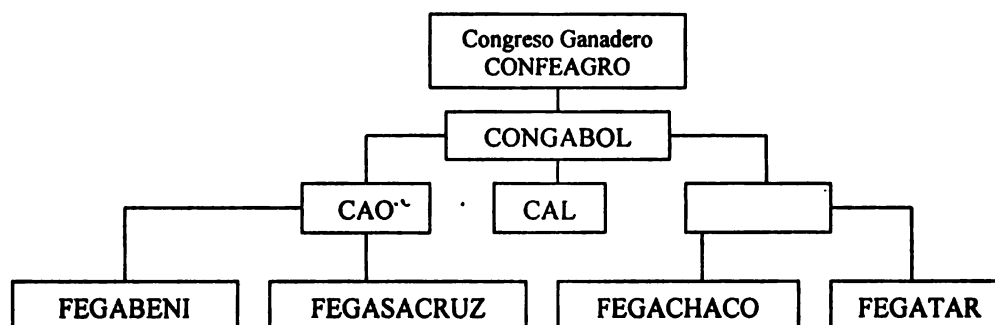 Congreso Ganadero
CONFEAGRO
CONGABOL
CAO
CAL
FEGABENI
FEGASACRUZ
FEGACHACO
FEGATAR